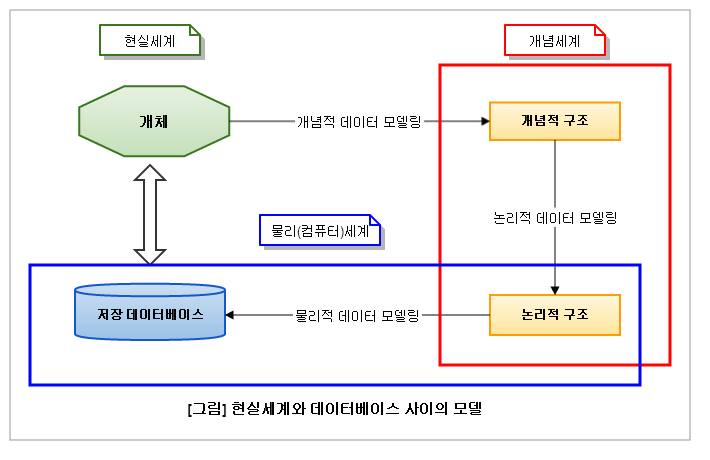 현실세계
개념세계
개체
개념적 데이터 모델링
개념적 구조
논리적 데이터 모델링
물리(컴퓨터)세계
저장 데이터베이스
물리적 데이터 모델링
논리적 구조
[그림] 현실세계와 데이터베이스 사이의 모델